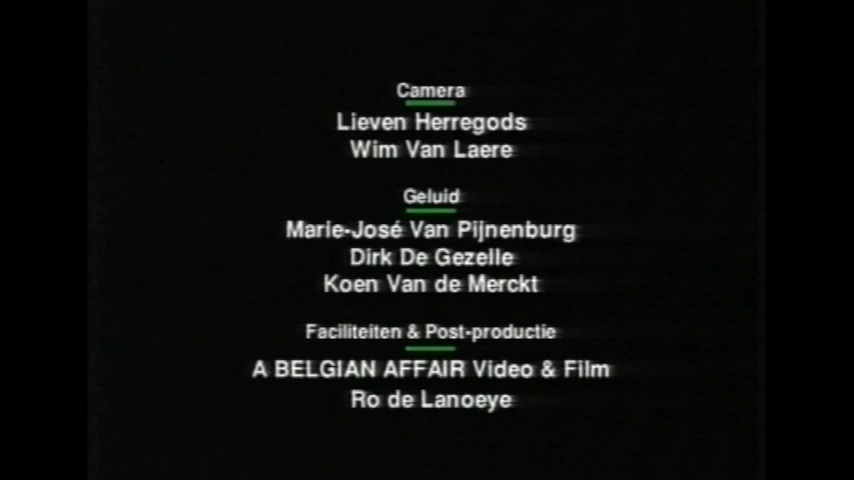 Camera
Lieven Herregods
Wim Van Laere
Geluid
Marie-José Van Pijnenburg
Dirk De Gezelle
Koen Van de Merckt
Faciliteiten & Post-productie
A BELGIAN AFFAIR Video & Film
Ro de Lanoeye